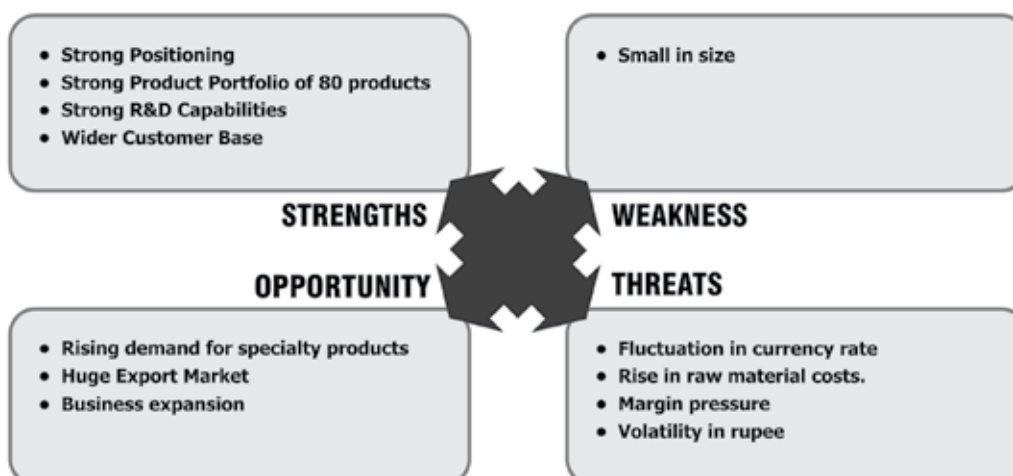 • Strong Positioning
• Strong Product Portfolio of 80 products
• Strong R&D Capabilities
• Wider Customer Base
STRENGTHS
• Small in size
WEAKNESS
OPPORTUNITY
• Rising demand for specialty products
• Huge Export Market
• Business expansion
THREATS
• Fluctuation in currency rate
• Rise in raw material costs.
• Margin pressure
• Volatility in rupee